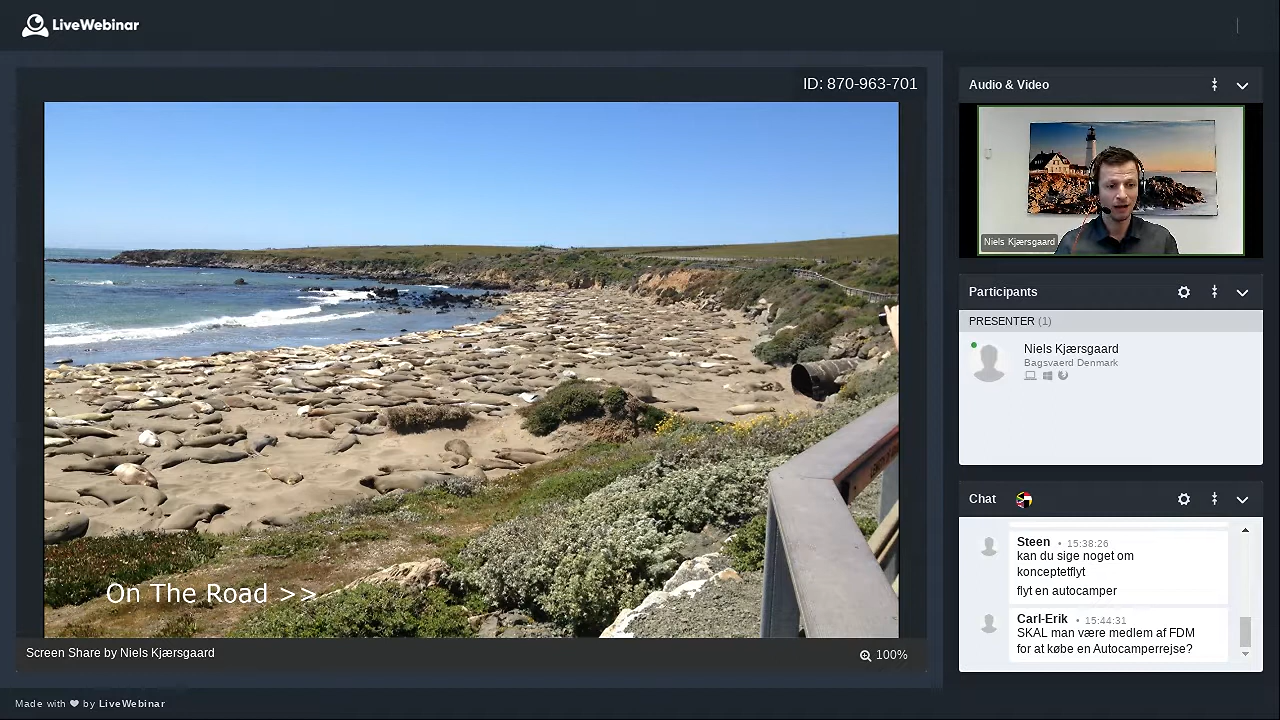 LiveWebinar
ID: 870-963-701
On The Road >>
Screen Share by Niels Kjærsgaard
100%
Audio & Video
Niels Kjærsgaard
Participants
PRESENTER (1)
Niels Kjærsgaard
Bagsvaerd Denmark
Chat
Steen • 15:38:26
kan du sige noget om
konceptetflyt
flyt en autocamper
Carl-Erik • 15:44:31
SKAL man være medlem af FDM
for at købe en Autocamperrejse?
Made with ❤ by LiveWebinar